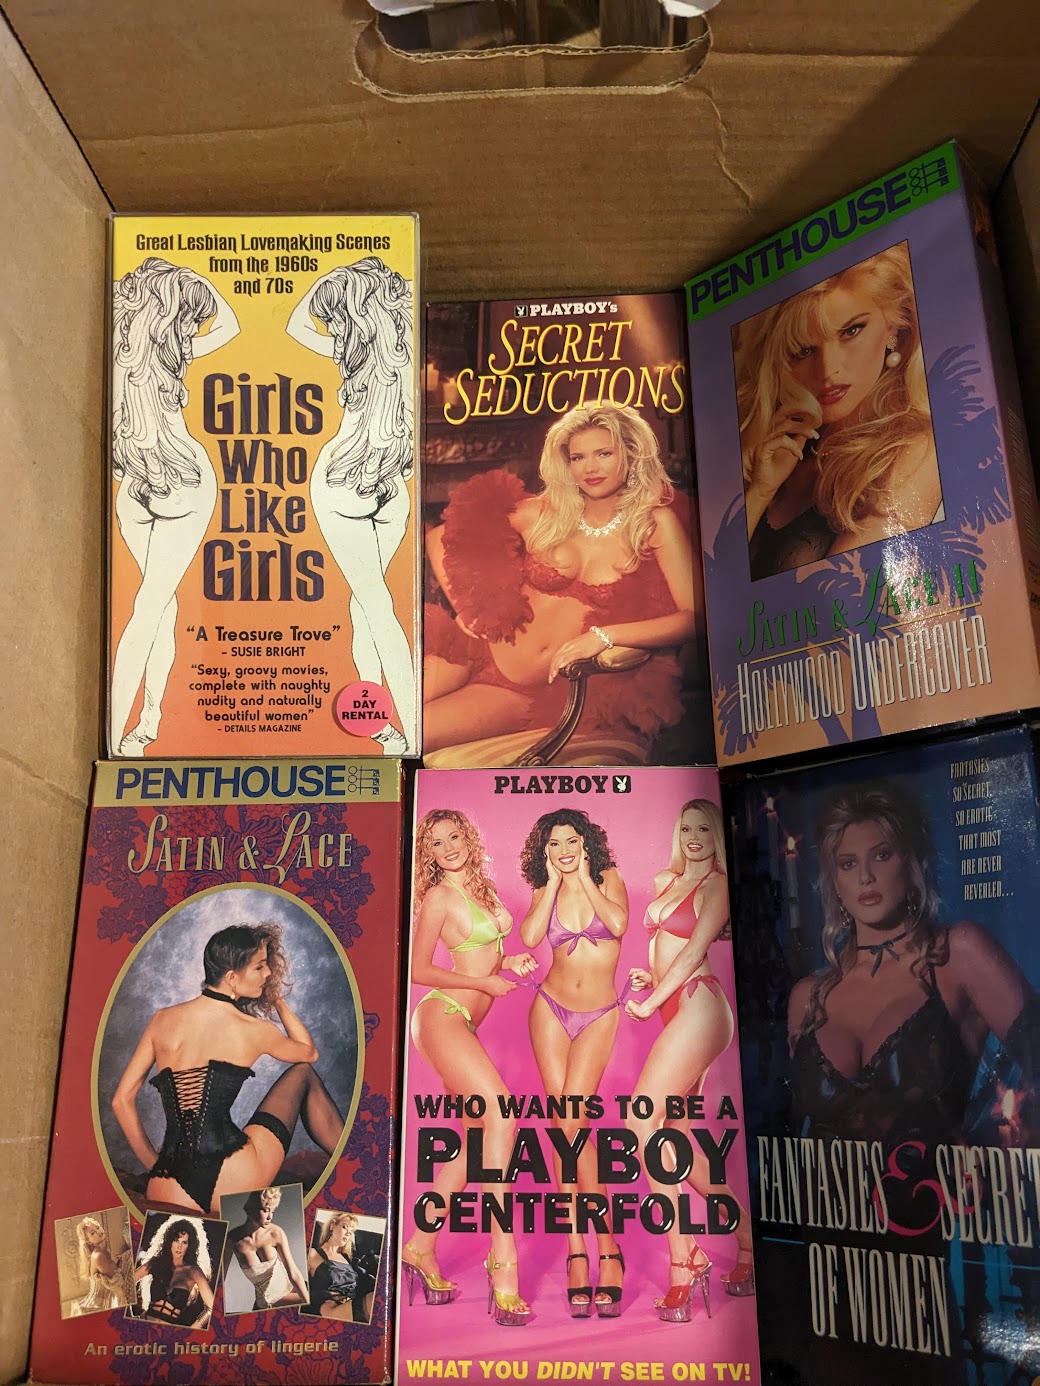 Great Lesbian Lovemaking Scenes
from the 1960s
and 70s
Girls
Who
Like
Girls
"A Treasure Trove"
- SUSIE BRIGHT
"Sexy, groovy movies,
complete with naughty
nudity and naturally
beautiful women"
- DETAILS MAGAZINE
2
DAY
RENTAL
PLAYBOY's
SECRET
SEDUCTIONS
PENTHOUSE
SATIN & LACE II
HOLLYWOOD UNDERCOVER
PENTHOUSE
SATIN & LACE
An erotic history of lingerie
PLAYBOY
WHO WANTS TO BE A
PLAYBOY
CENTERFOLD
WHAT YOU DIDN'T SEE ON TV!
FANTASIES
SO SECRET,
SO EROTIC
THAT MOST
ARE NEVER
REVEALED...
FANTASIES & SECRET
OF WOMEN